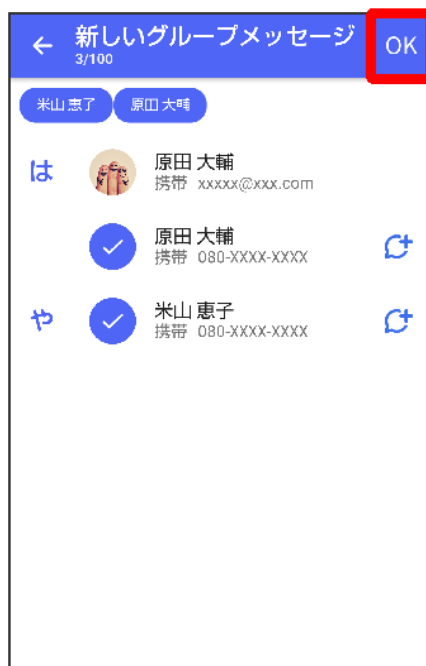 新しいグループメッセージ
3/100
OK
米山 恵子 原田 大輔
は
原田 大輔
携帯 xxxxx@xxx.com
原田 大輔
携帯 080-XXXX-XXXX
や
米山 恵子
携帯 080-XXXX-XXXX